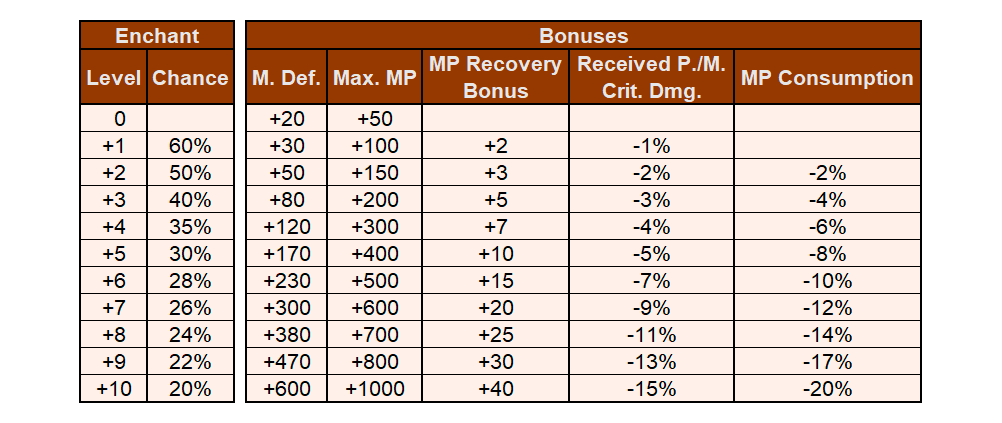 Enchant Bonuses
Level Chance M. Def. Max. MP MP Recovery Bonus Received P./M. Crit. Dmg. MP Consumption
0 +20 +50
+1 60% +30 +100 +2 -1%
+2 50% +50 +150 +3 -2% -2%
+3 40% +80 +200 +5 -3% -4%
+4 35% +120 +300 +7 -4% -6%
+5 30% +170 +400 +10 -5% -8%
+6 28% +230 +500 +15 -7% -10%
+7 26% +300 +600 +20 -9% -12%
+8 24% +380 +700 +25 -11% -14%
+9 22% +470 +800 +30 -13% -17%
+10 20% +600 +1000 +40 -15% -20%